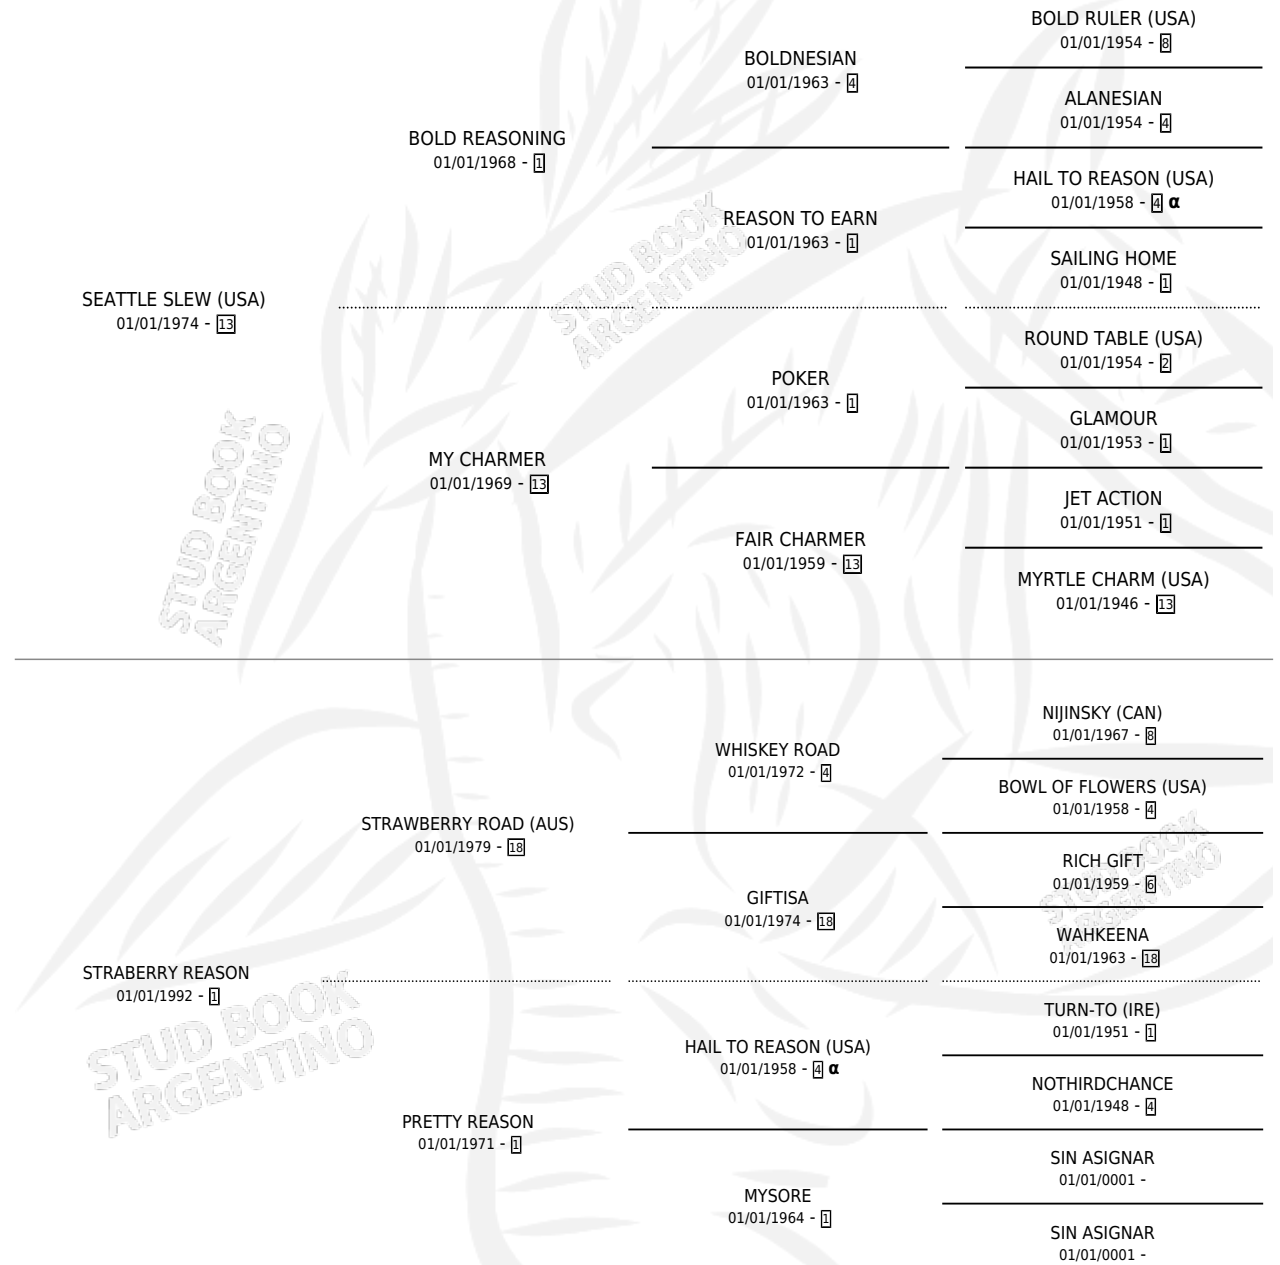 BOLD RULER (USA)
01/01/1954 - 8
BOLDNESIAN
01/01/1963 - 4
ALANESIAN
01/01/1954 - 4
BOLD REASONING
01/01/1968 - 1
HAIL TO REASON (USA)
01/01/1958 - 4 α
REASON TO EARN
01/01/1963 - 1
SAILING HOME
01/01/1948 - 1
SEATTLE SLEW (USA)
01/01/1974 - 13
ROUND TABLE (USA)
01/01/1954 - 2
POKER
01/01/1963 - 1
GLAMOUR
01/01/1953 - 1
MY CHARMER
01/01/1969 - 13
JET ACTION
01/01/1951 - 1
FAIR CHARMER
01/01/1959 - 13
MYRTLE CHARM (USA)
01/01/1946 - 13
NIJINSKY (CAN)
01/01/1967 - 8
WHISKEY ROAD
01/01/1972 - 4
BOWL OF FLOWERS (USA)
01/01/1958 - 4
STRAWBERRY ROAD (AUS)
01/01/1979 - 18
RICH GIFT
01/01/1959 - 6
GIFTISA
01/01/1974 - 18
WAHKEENA
01/01/1963 - 18
STRABERRY REASON
01/01/1992 - 1
TURN-TO (IRE)
01/01/1951 - 1
HAIL TO REASON (USA)
01/01/1958 - 4 α
NOTHIRDCHANCE
01/01/1948 - 4
PRETTY REASON
01/01/1971 - 1
SIN ASIGNAR
01/01/0001 -
MYSORE
01/01/1964 - 1
SIN ASIGNAR
01/01/0001 -
STUD BOOK
ARGENTINO
STUD BOOK
ARGENTINO
STUD BOOK
ARGENTINO
STUD BOOK
ARGENTINO